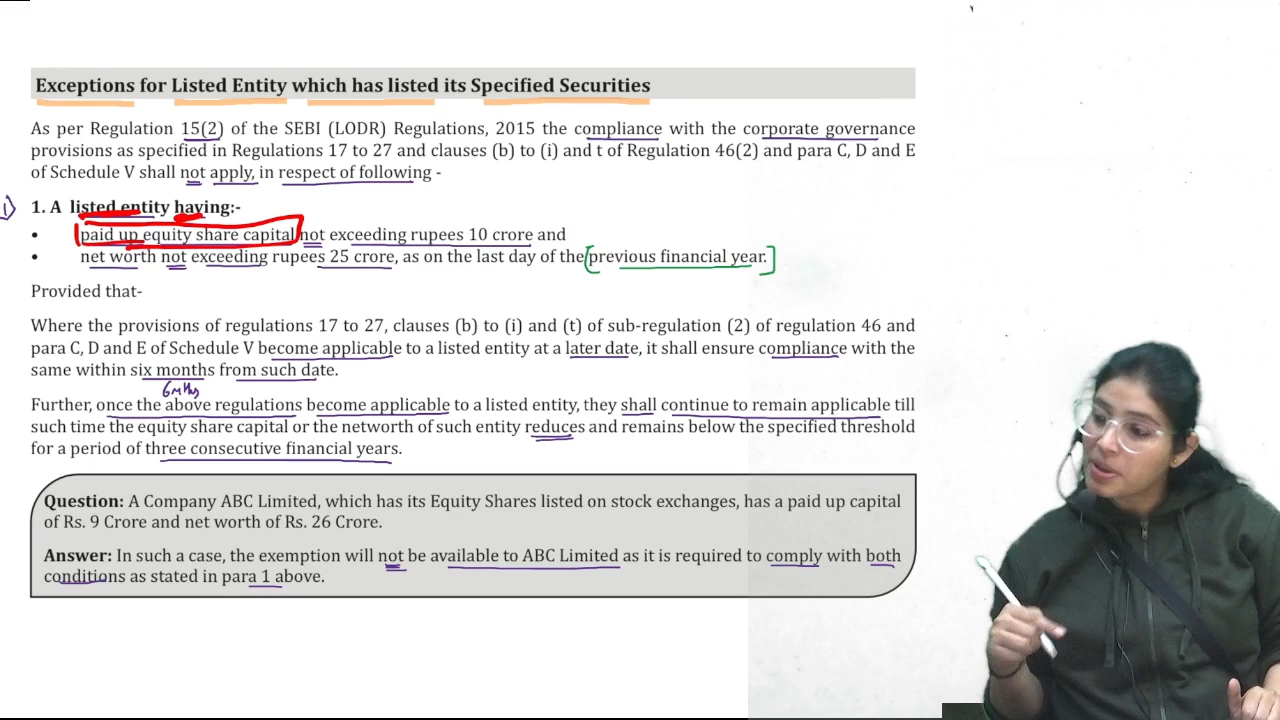 Exceptions for Listed Entity which has listed its Specified Securities
As per Regulation 15(2) of the SEBI (LODR) Regulations, 2015 the compliance with the corporate governance
provisions as specified in Regulations 17 to 27 and clauses (b) to (i) and t of Regulation 46(2) and para C, D and E
of Schedule V shall not apply, in respect of following -
1) 1. A listed entity having:-
• paid up equity share capital not exceeding rupees 10 crore and
• net worth not exceeding rupees 25 crore, as on the last day of the [previous financial year.]
Provided that-
Where the provisions of regulations 17 to 27, clauses (b) to (i) and (t) of sub-regulation (2) of regulation 46 and
para C, D and E of Schedule V become applicable to a listed entity at a later date, it shall ensure compliance with the
same within six months from such date.
6mths
Further, once the above regulations become applicable to a listed entity, they shall continue to remain applicable till
such time the equity share capital or the networth of such entity reduces and remains below the specified threshold
for a period of three consecutive financial years.
Question: A Company ABC Limited, which has its Equity Shares listed on stock exchanges, has a paid up capital
of Rs. 9 Crore and net worth of Rs. 26 Crore.
Answer: In such a case, the exemption will not be available to ABC Limited as it is required to comply with both
conditions as stated in para 1 above.